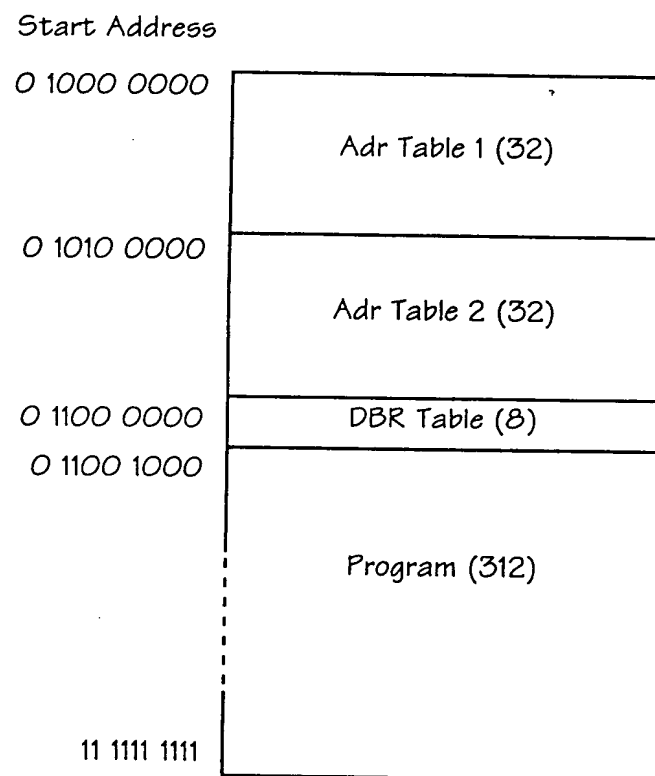 Start Address
0 1000 0000
Adr Table 1 (32)
0 1010 0000
Adr Table 2 (32)
0 1100 0000
DBR Table (8)
0 1100 1000
Program (312)
11 1111 1111